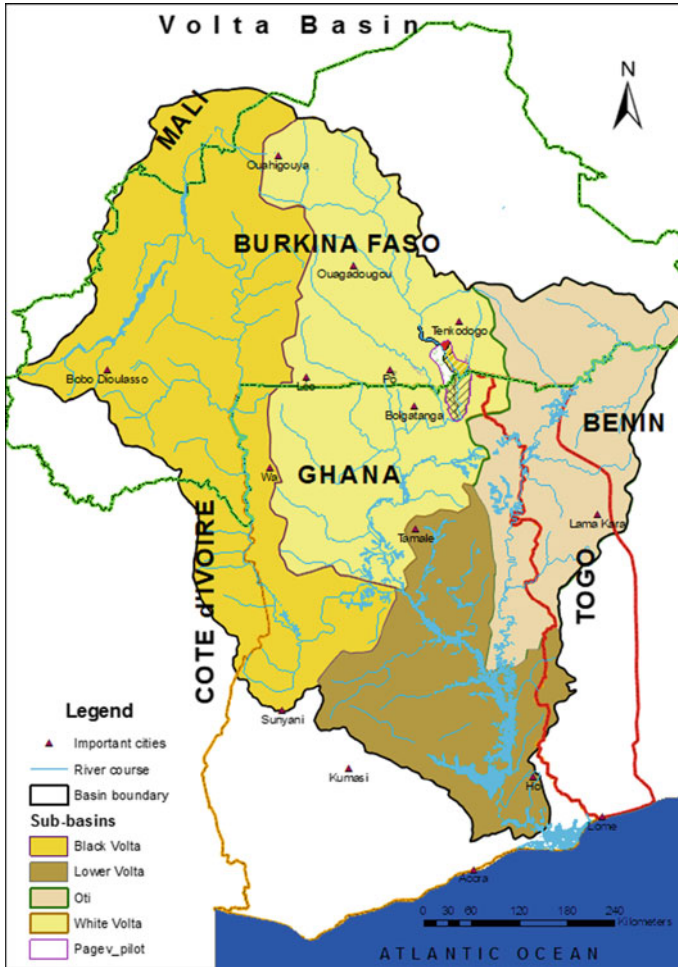 Volta Basin
N
MALI
Ouahigouya
BURKINA FASO
Ouagadougou
Tenkodogo
Bobo Dioulasso
Leo
Po
Bolgatanga
BENIN
GHANA
Wa
Lama Kara
Tamale
COTE d'IVOIRE
TOGO
Sunyani
Kumasi
Ho
Lome
Accra
Legend
Important cities
River course
Basin boundary
Sub-basins
Black Volta
Lower Volta
Oti
White Volta
Pagev_pilot
0 30 60 120 180 240
Kilometers
ATLANTIC OCEAN